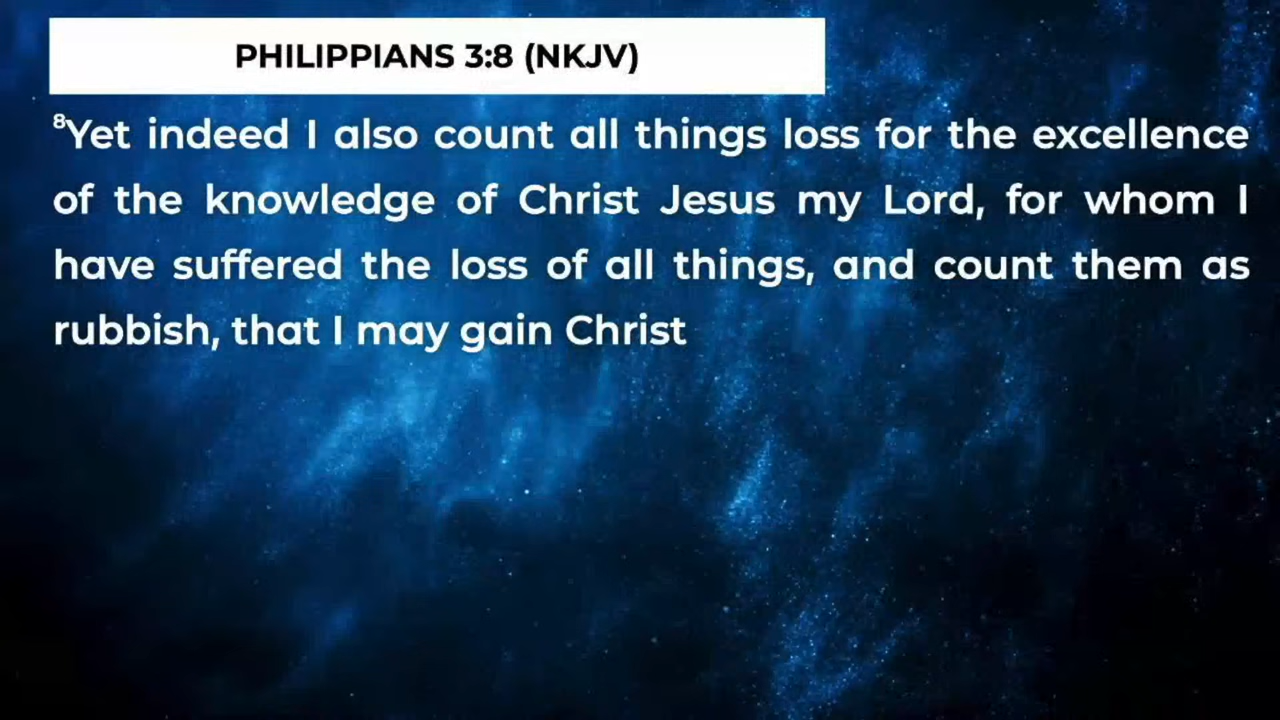 PHILIPPIANS 3:8 (NKJV)
⁸Yet indeed I also count all things loss for the excellence
of the knowledge of Christ Jesus my Lord, for whom I
have suffered the loss of all things, and count them as
rubbish, that I may gain Christ